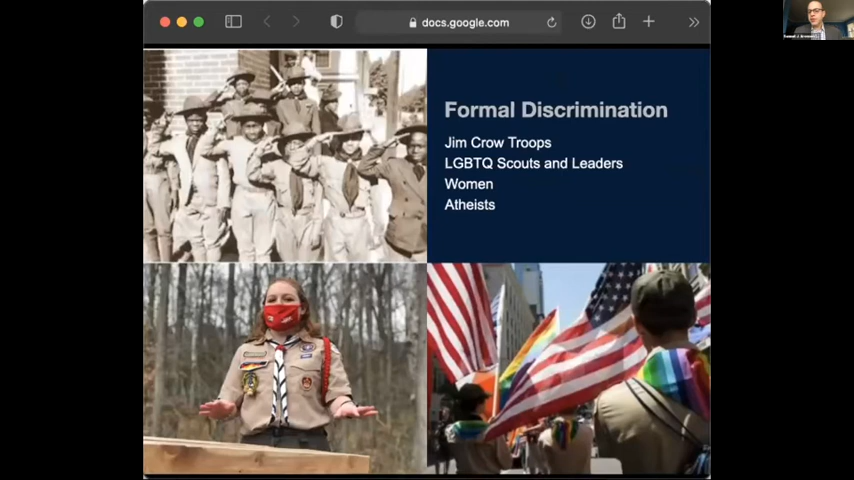 docs.google.com
Formal Discrimination
Jim Crow Troops
LGBTQ Scouts and Leaders
Women
Atheists